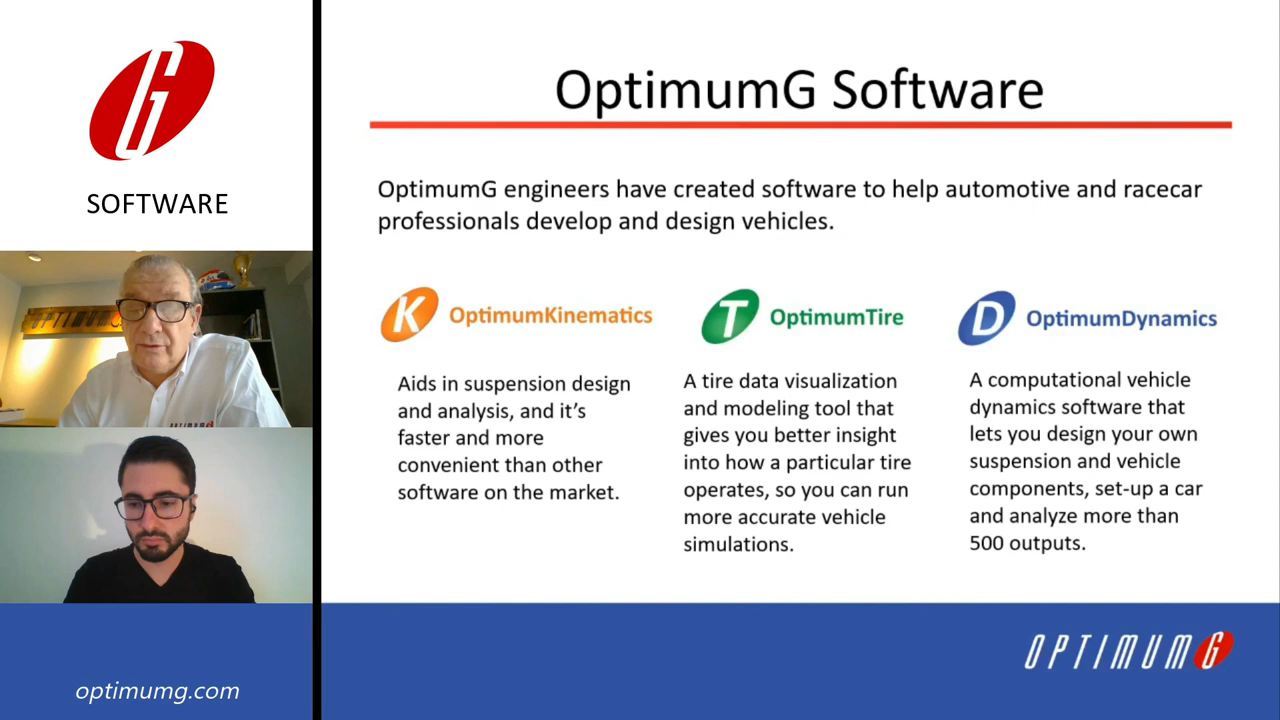 G
SOFTWARE
OPTIMUMG
OPTIMUMG
optimumg.com
OptimumG Software
OptimumG engineers have created software to help automotive and racecar
professionals develop and design vehicles.
K OptimumKinematics
Aids in suspension design
and analysis, and it’s
faster and more
convenient than other
software on the market.
T OptimumTire
A tire data visualization
and modeling tool that
gives you better insight
into how a particular tire
operates, so you can run
more accurate vehicle
simulations.
D OptimumDynamics
A computational vehicle
dynamics software that
lets you design your own
suspension and vehicle
components, set-up a car
and analyze more than
500 outputs.
OPTIMUMG